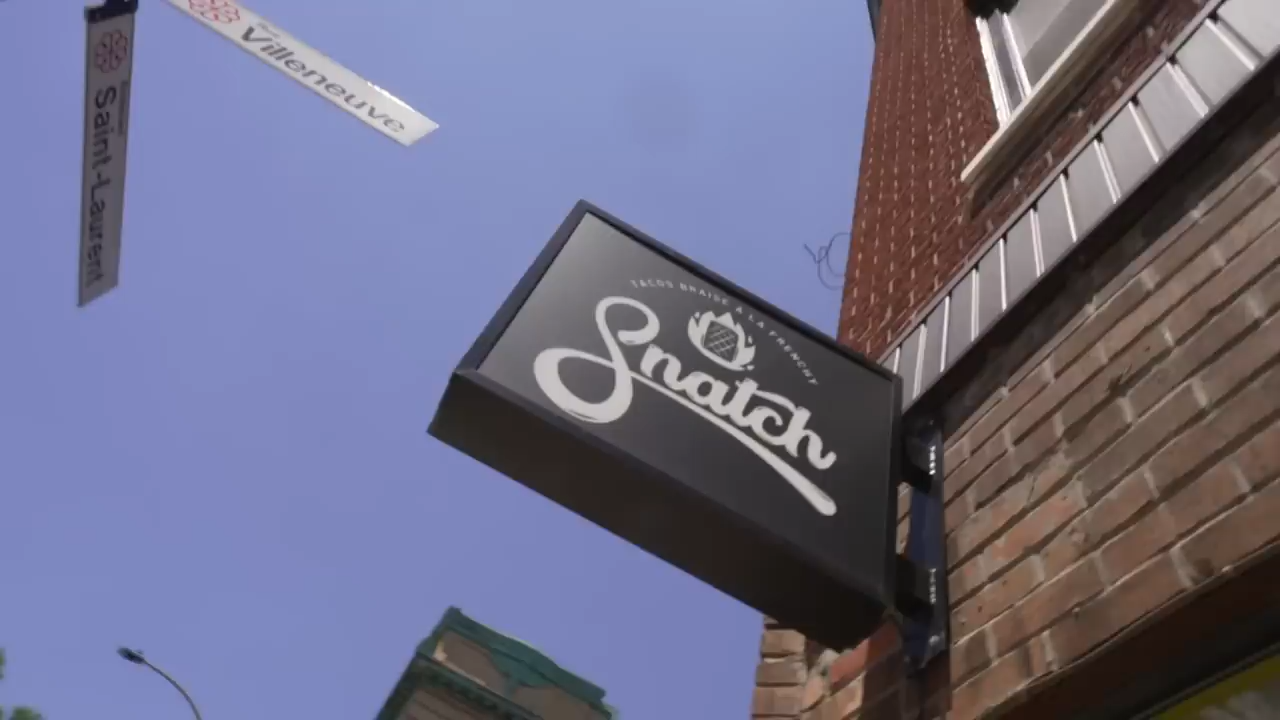 Villeneuve
Saint-Laurent
TACOS BRAISÉ À LA FRENCHY
Snatch